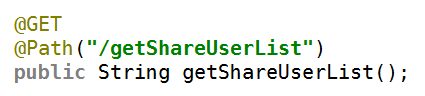 @GET
@Path("/getShareUserList")
public String getShareUserList();